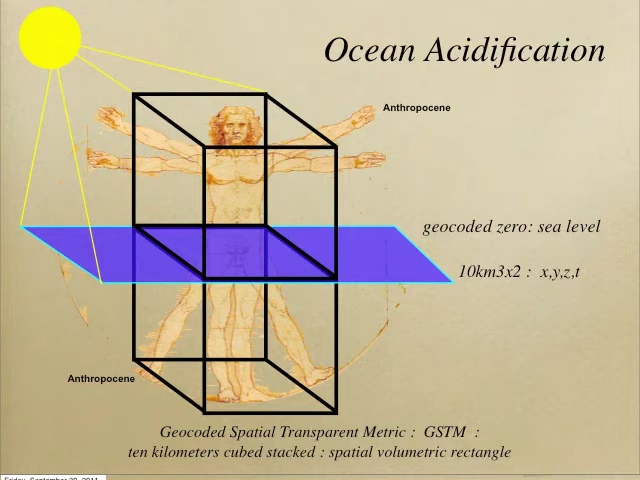 Ocean Acidification
Anthropocene
geocoded zero: sea level
10km3x2 : x,y,z,t
Anthropocene
Geocoded Spatial Transparent Metric : GSTM :
ten kilometers cubed stacked : spatial volumetric rectangle